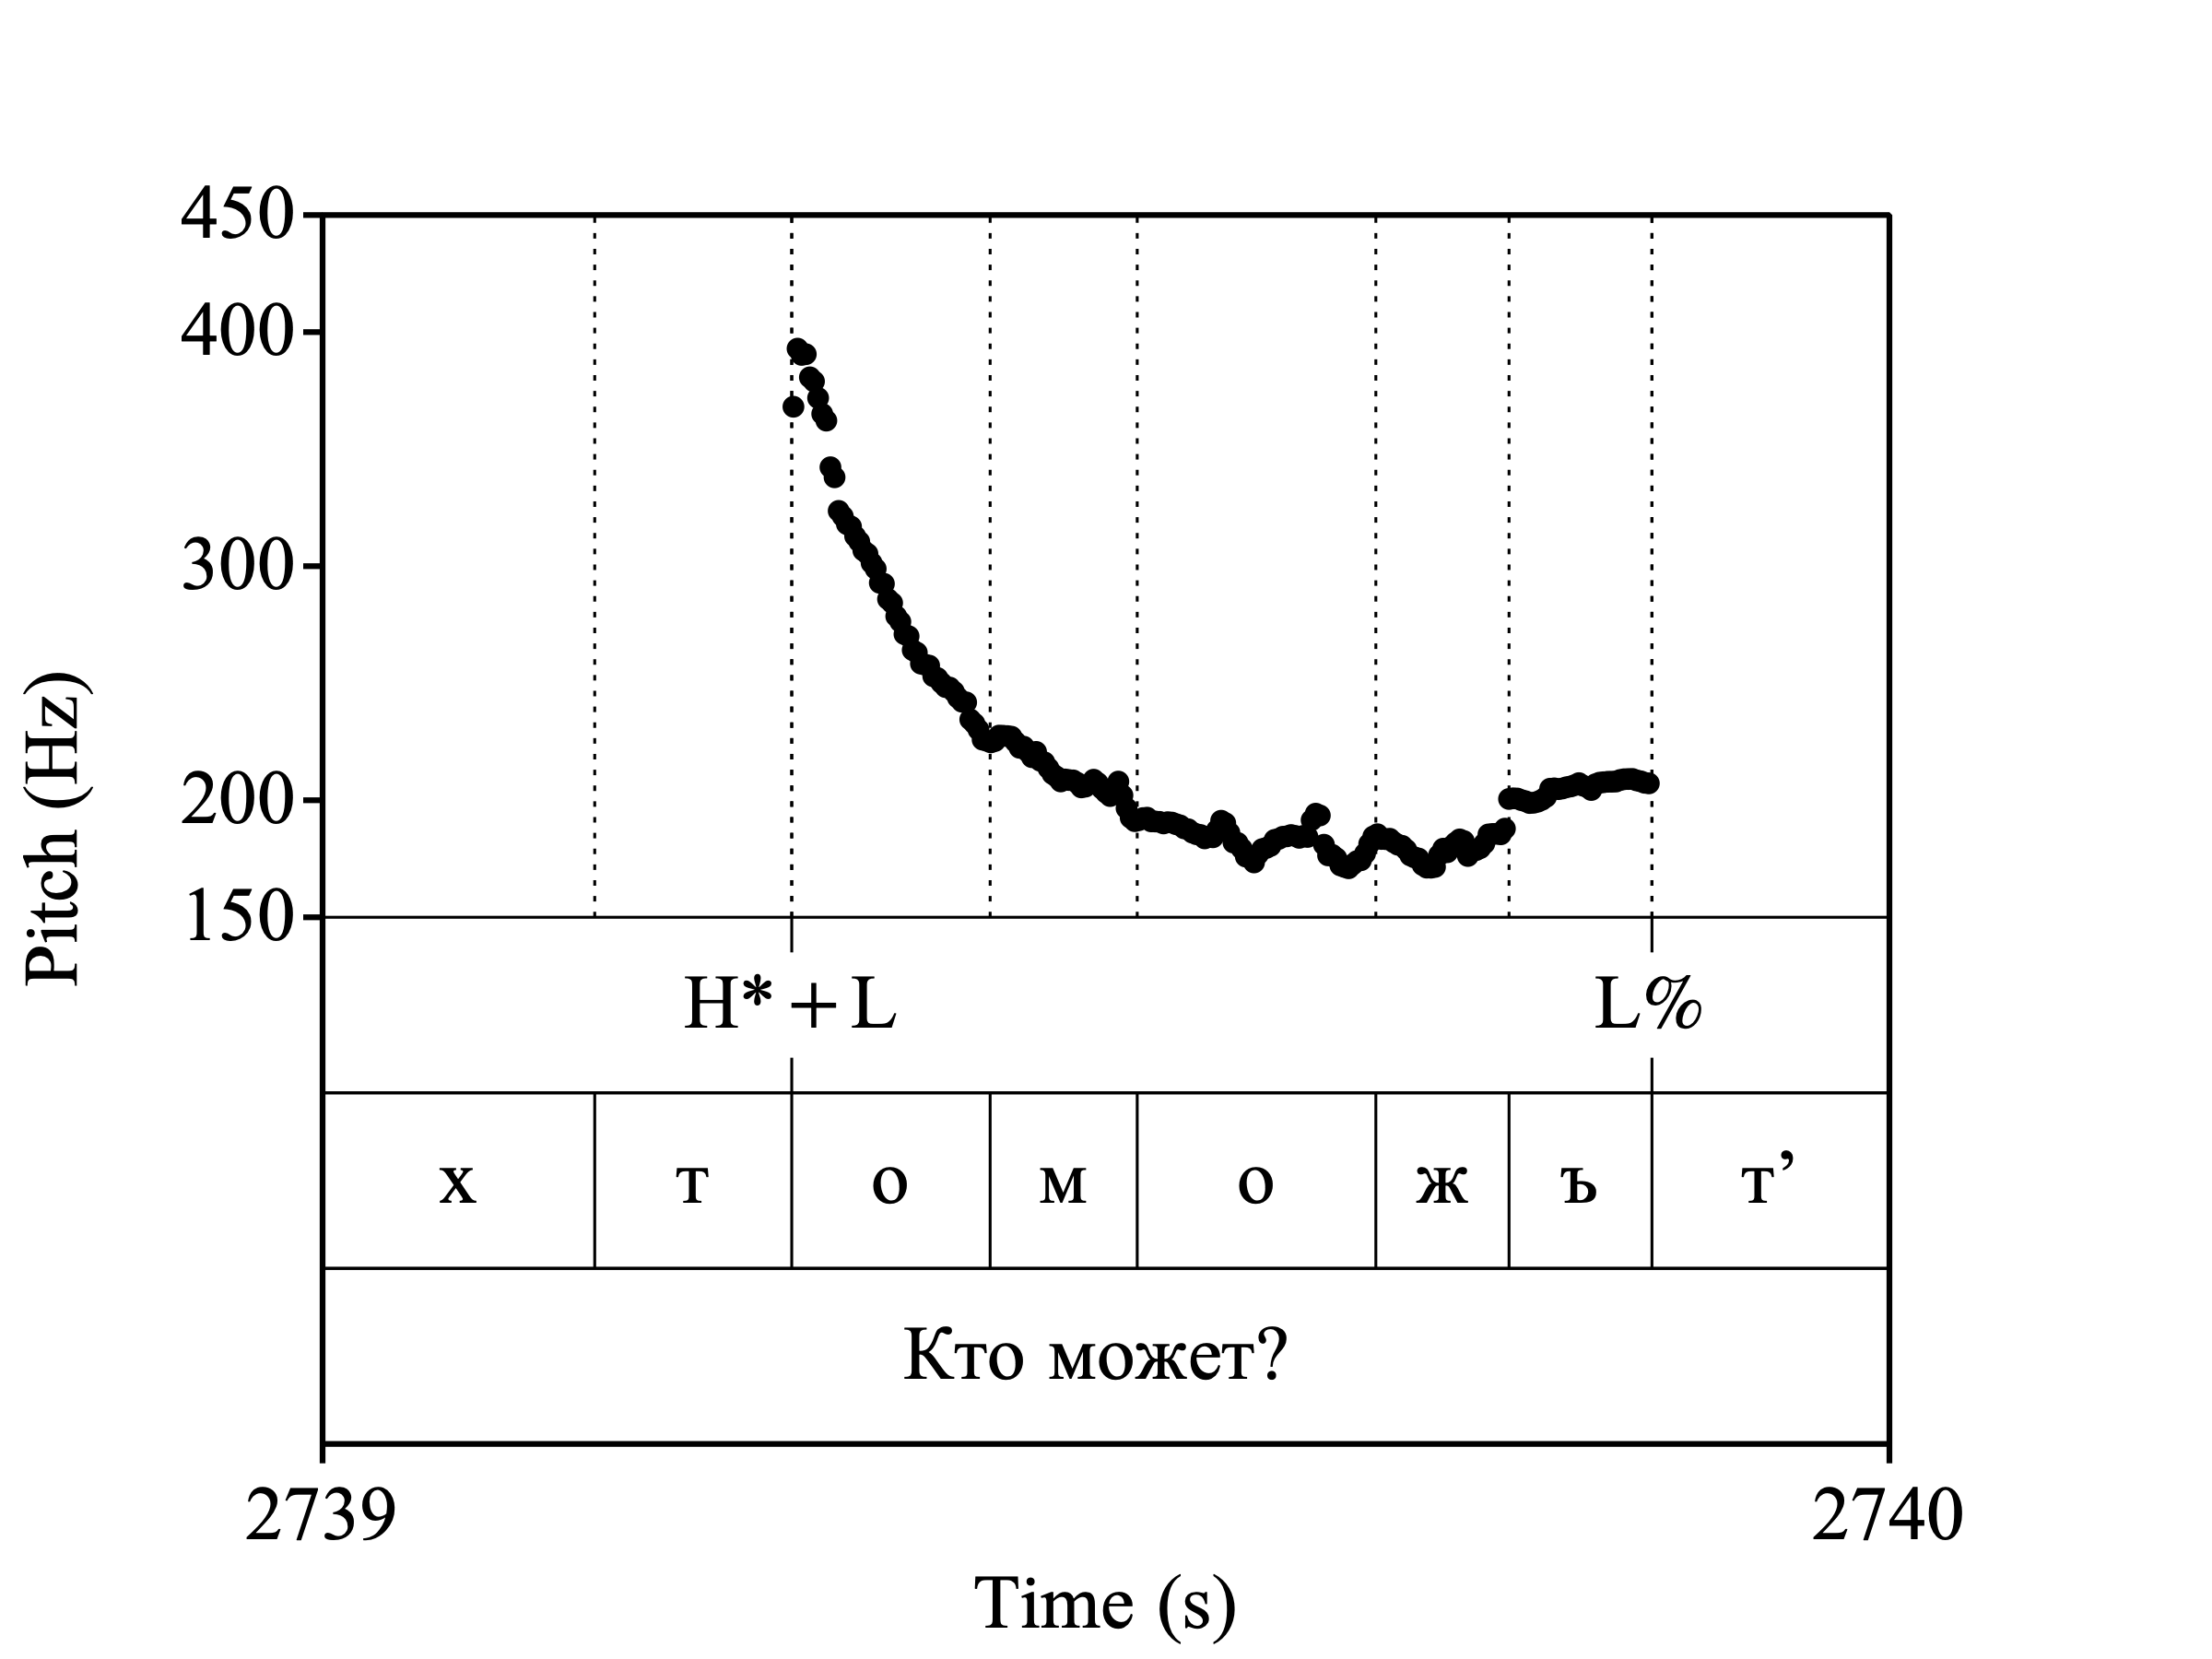 450
400
300
200
150
Pitch (Hz)
H*+L L%
х т о м о ж ъ т’
Кто может?
2739 2740
Time (s)